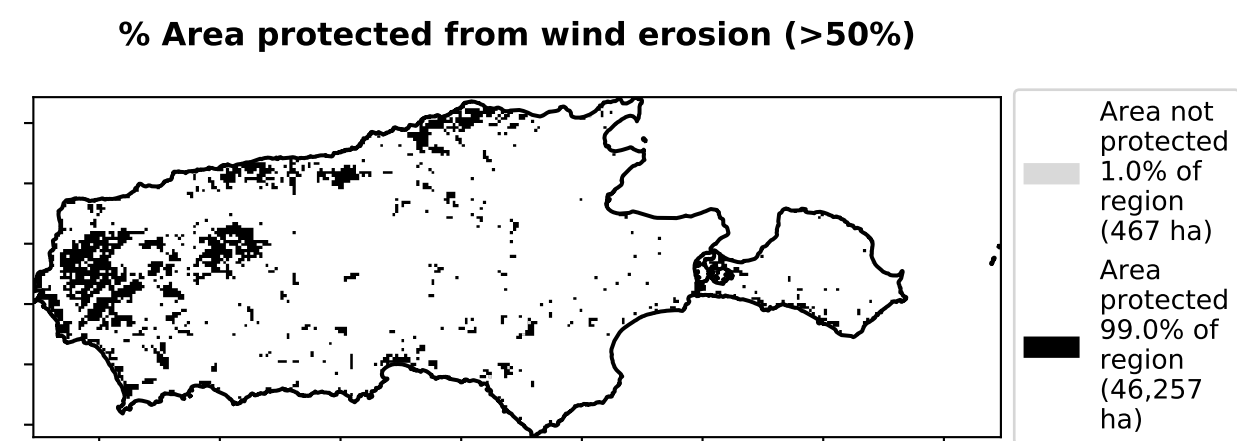 % Area protected from wind erosion (>50%)
Area not
protected
1.0% of
region
(467 ha)
Area
protected
99.0% of
region
(46,257
ha)